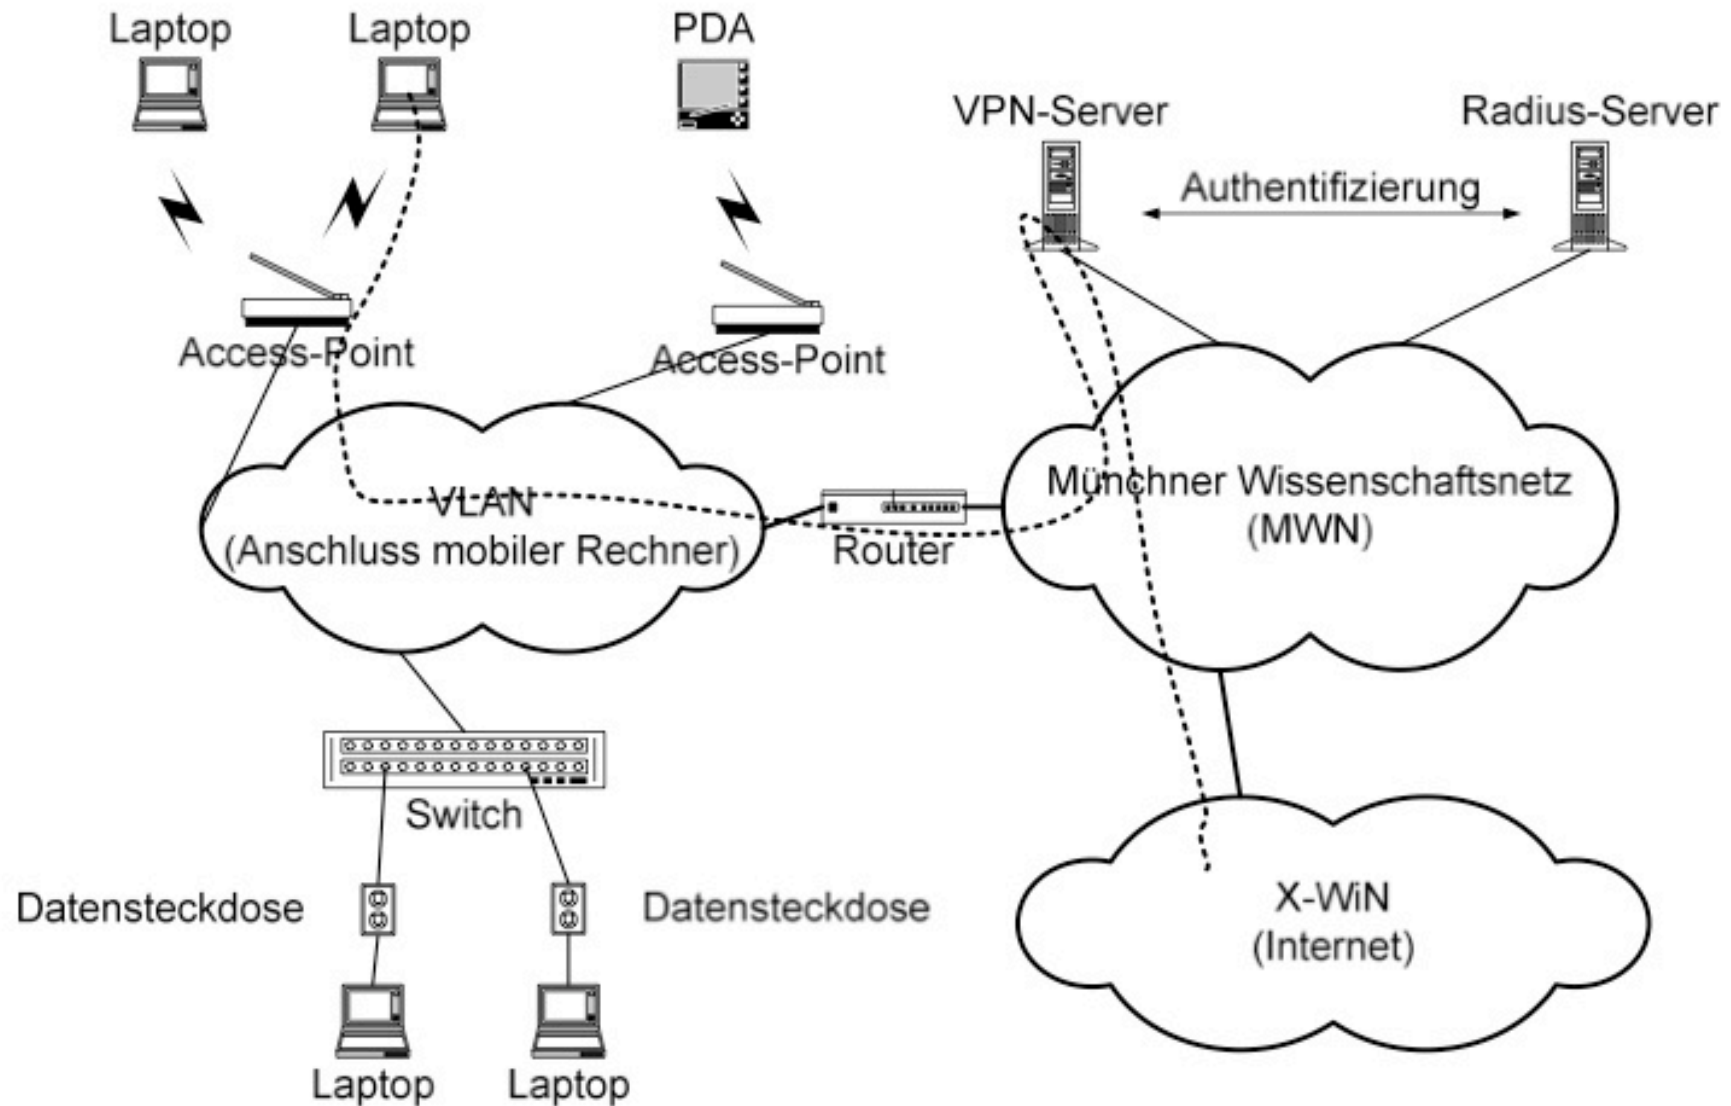 Laptop
Laptop
PDA
VPN-Server
Radius-Server
Authentifizierung
Access-Point
Access-Point
VLAN
(Anschluss mobiler Rechner)
Router
Münchner Wissenschaftsnetz
(MWN)
Switch
Datensteckdose
Datensteckdose
X-WiN
(Internet)
Laptop
Laptop